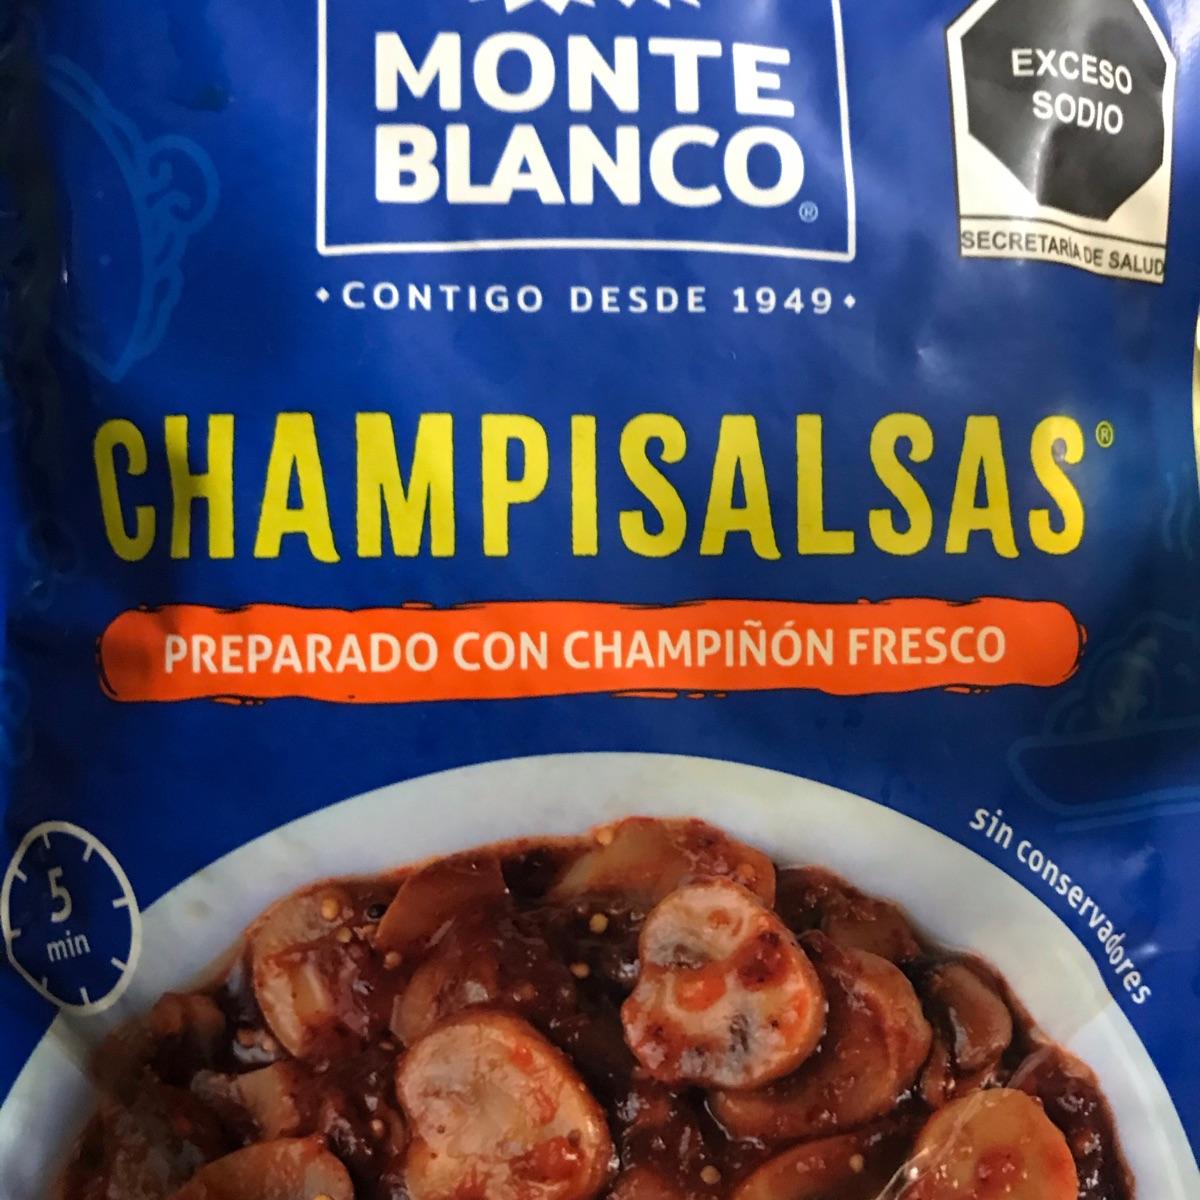 MONTE
BLANCO®
CONTIGO DESDE 1949
EXCESO
SODIO
SECRETARÍA DE SALUD
CHAMPISALSAS®
PREPARADO CON CHAMPIÑÓN FRESCO
5
min
sin conservadores